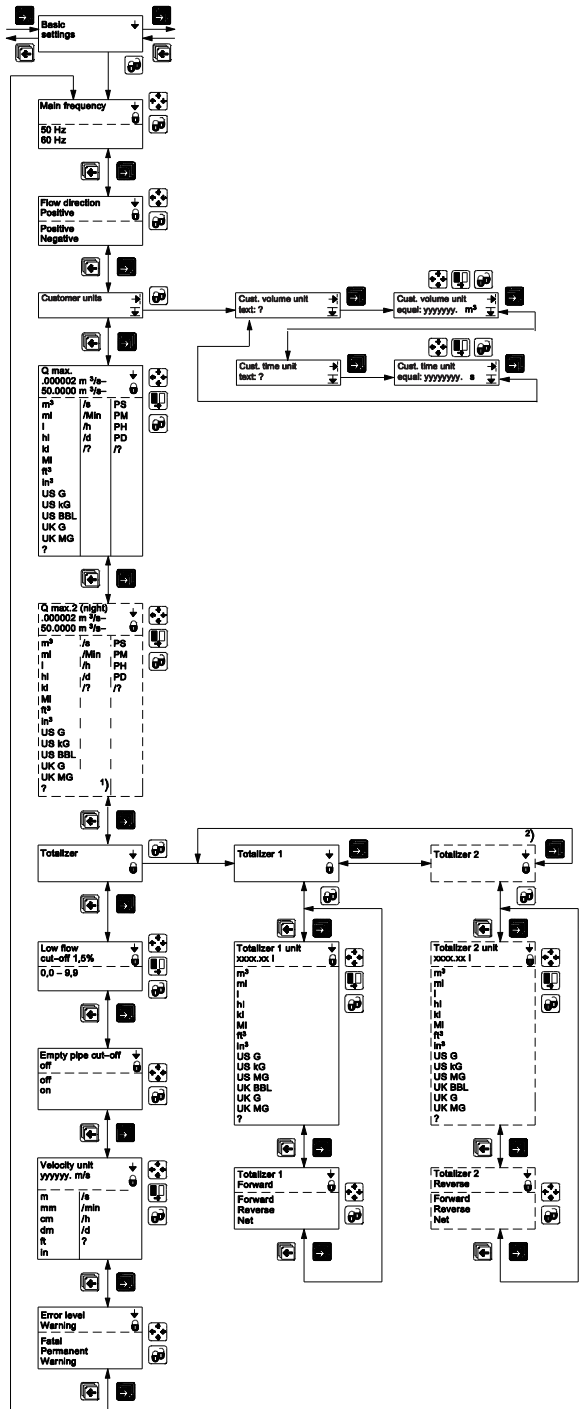 Basic
settings
Main frequency
50 Hz
60 Hz
Flow direction
Positive
Positive
Negative
Customer units
Cust. volume unit
text: ?
Cust. volume unit
equal: yyyyyyy. m³
Cust. time unit
text: ?
Cust. time unit
equal: yyyyyyyy. s
Q max.
.000002 m³/s–
50.0000 m³/s–
m³ /s PS
ml /Min PM
l /h PH
hl /d PD
kl /? /?
Ml
ft³
in³
US G
US kG
US BBL
UK G
UK MG
?
Q max.2 (night)
.000002 m³/s–
50.0000 m³/s–
m³ /s PS
ml /Min PM
l /h PH
hl /d PD
kl /? /?
Ml
ft³
in³
US G
US kG
US BBL
UK G
UK MG
? 1)
Totalizer
Totalizer 1
2)
Totalizer 2
Low flow
cut–off 1,5%
0,0 – 9,9
Totalizer 1 unit
xxxx.xx l
m³
ml
l
hl
kl
Ml
ft³
in³
US G
US kG
US MG
UK BBL
UK G
UK MG
?
Totalizer 2 unit
xxxx.xx l
m³
ml
l
hl
kl
Ml
ft³
in³
US G
US kG
US MG
UK BBL
UK G
UK MG
?
Empty pipe cut–off
off
off
on
Velocity unit
yyyyyy. m/s
m /s
mm /min
cm /h
dm /d
ft ?
in
Totalizer 1
Forward
Forward
Reverse
Net
Totalizer 2
Reverse
Forward
Reverse
Net
Error level
Warning
Fatal
Permanent
Warning